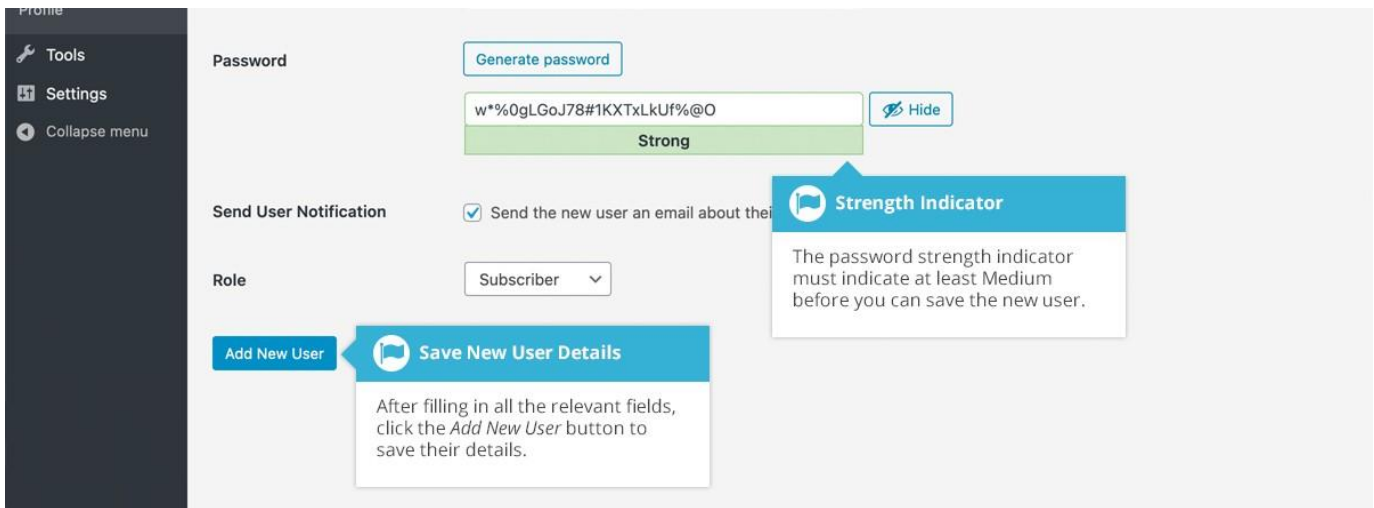 Profile
Tools
Settings
Collapse menu
Password
Generate password
w*%0gLGoJ78#1KXTxLkUf%@O
Hide
Strong
Send User Notification
Send the new user an email about thei
Role
Subscriber
Add New User
Strength Indicator
The password strength indicator
must indicate at least Medium
before you can save the new user.
Save New User Details
After filling in all the relevant fields,
click the Add New User button to
save their details.